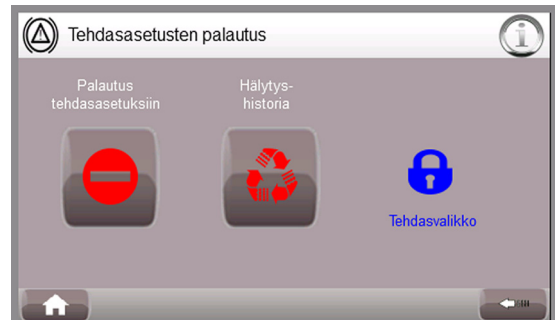 Tehdasasetusten palautus
Palautus
tehdasasetuksiin
Hälytys-
historia
Tehdasvalikko